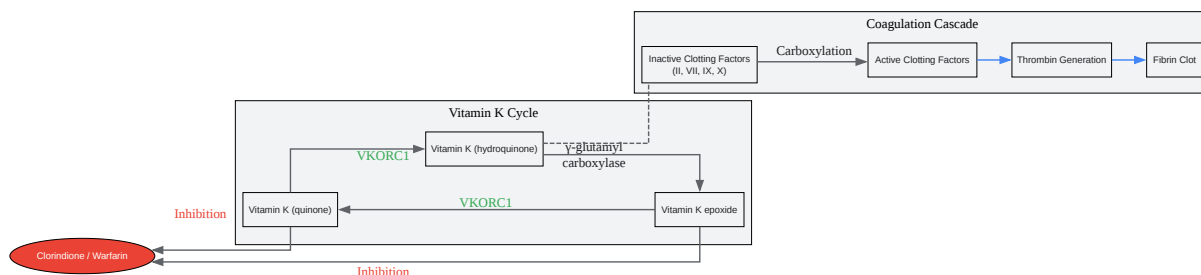 Coagulation Cascade
Inactive Clotting Factors
(II, VII, IX, X)
Carboxylation
Active Clotting Factors
Thrombin Generation
Fibrin Clot
Vitamin K Cycle
Vitamin K (hydroquinone)
γ-glutamyl
carboxylase
VKORC1
Vitamin K (quinone)
VKORC1
Vitamin K epoxide
Inhibition
Clorindione / Warfarin
Inhibition